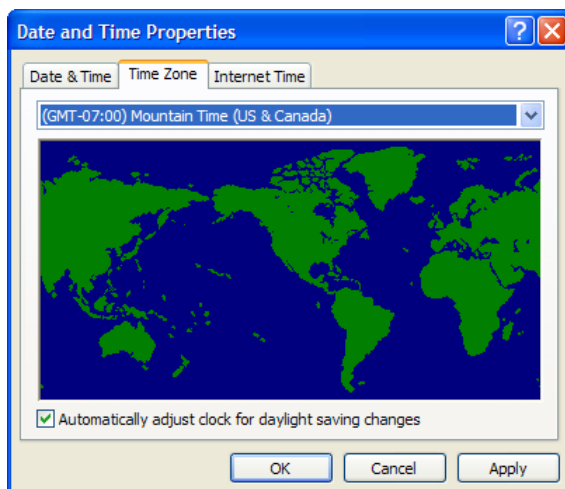 Date and Time Properties
Date & Time Time Zone Internet Time
(GMT-07:00) Mountain Time (US & Canada)
Automatically adjust clock for daylight saving changes
OK Cancel Apply